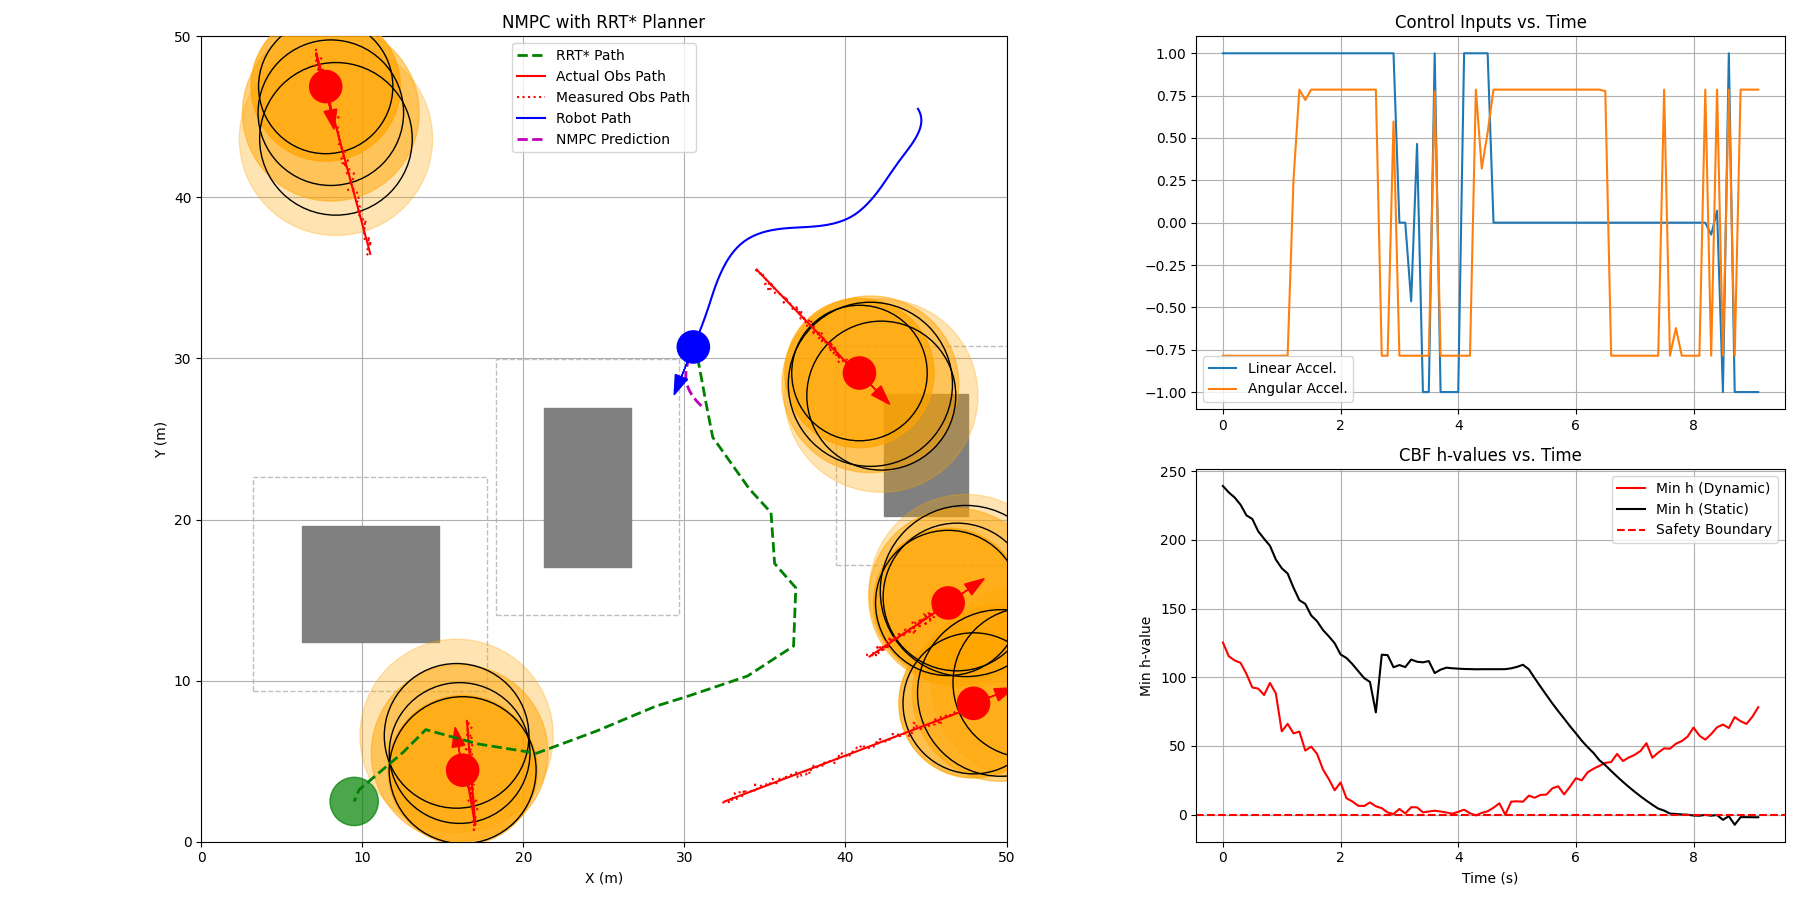 NMPC with RRT* Planner
RRT* Path
Actual Obs Path
Measured Obs Path
Robot Path
NMPC Prediction
50
40
30
20
10
0
Y (m)
0 10 20 30 40 50
X (m)
Control Inputs vs. Time
1.00
0.75
0.50
0.25
0.00
−0.25
−0.50
−0.75
−1.00
Linear Accel.
Angular Accel.
0 2 4 6 8
CBF h-values vs. Time
Min h (Dynamic)
Min h (Static)
Safety Boundary
250
200
150
100
50
0
Min h-value
0 2 4 6 8
Time (s)